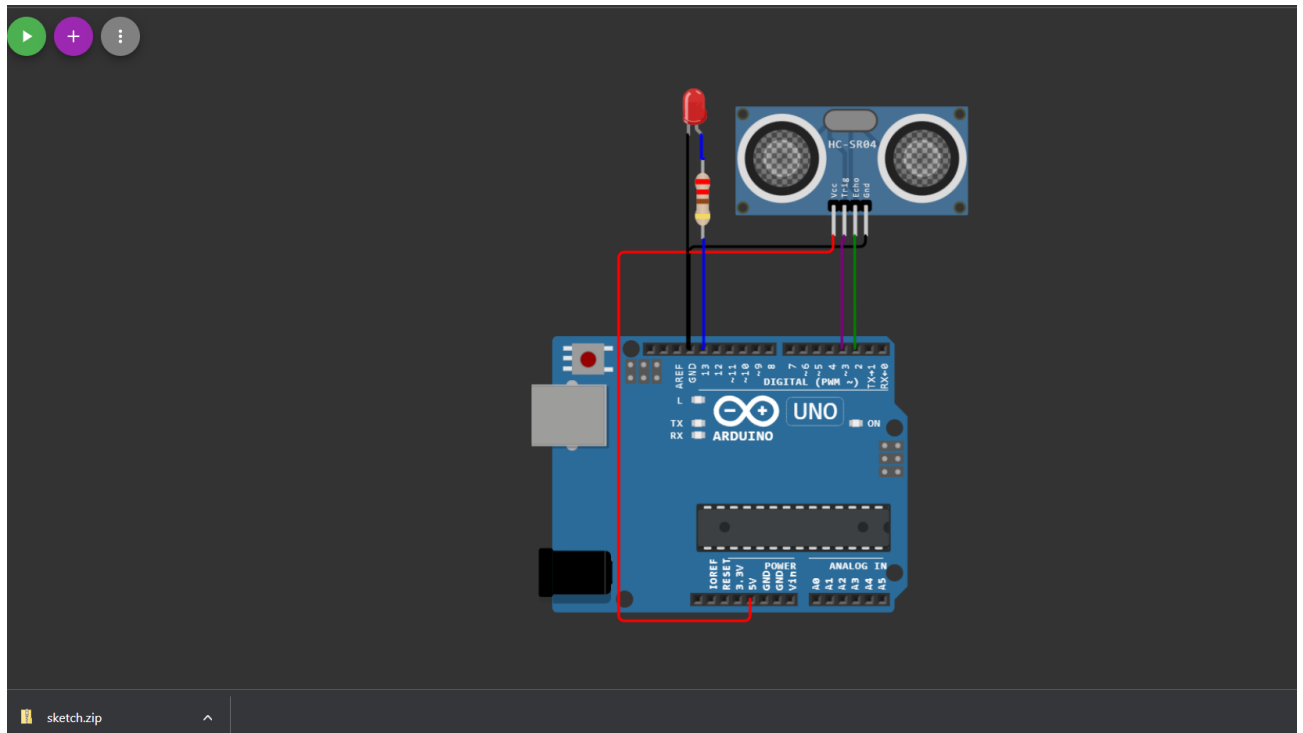 HC-SR04
Vcc
Trig
Echo
Gnd
AREF
GND
13
12
~11
~10
~9
8
7
~6
~5
4
~3
2
TX→1
RX←0
DIGITAL (PWM ~)
L
TX
RX
UNO
ON
ARDUINO
POWER
ANALOG IN
IOREF
RESET
3.3V
5V
GND
GND
Vin
A0
A1
A2
A3
A4
A5
sketch.zip